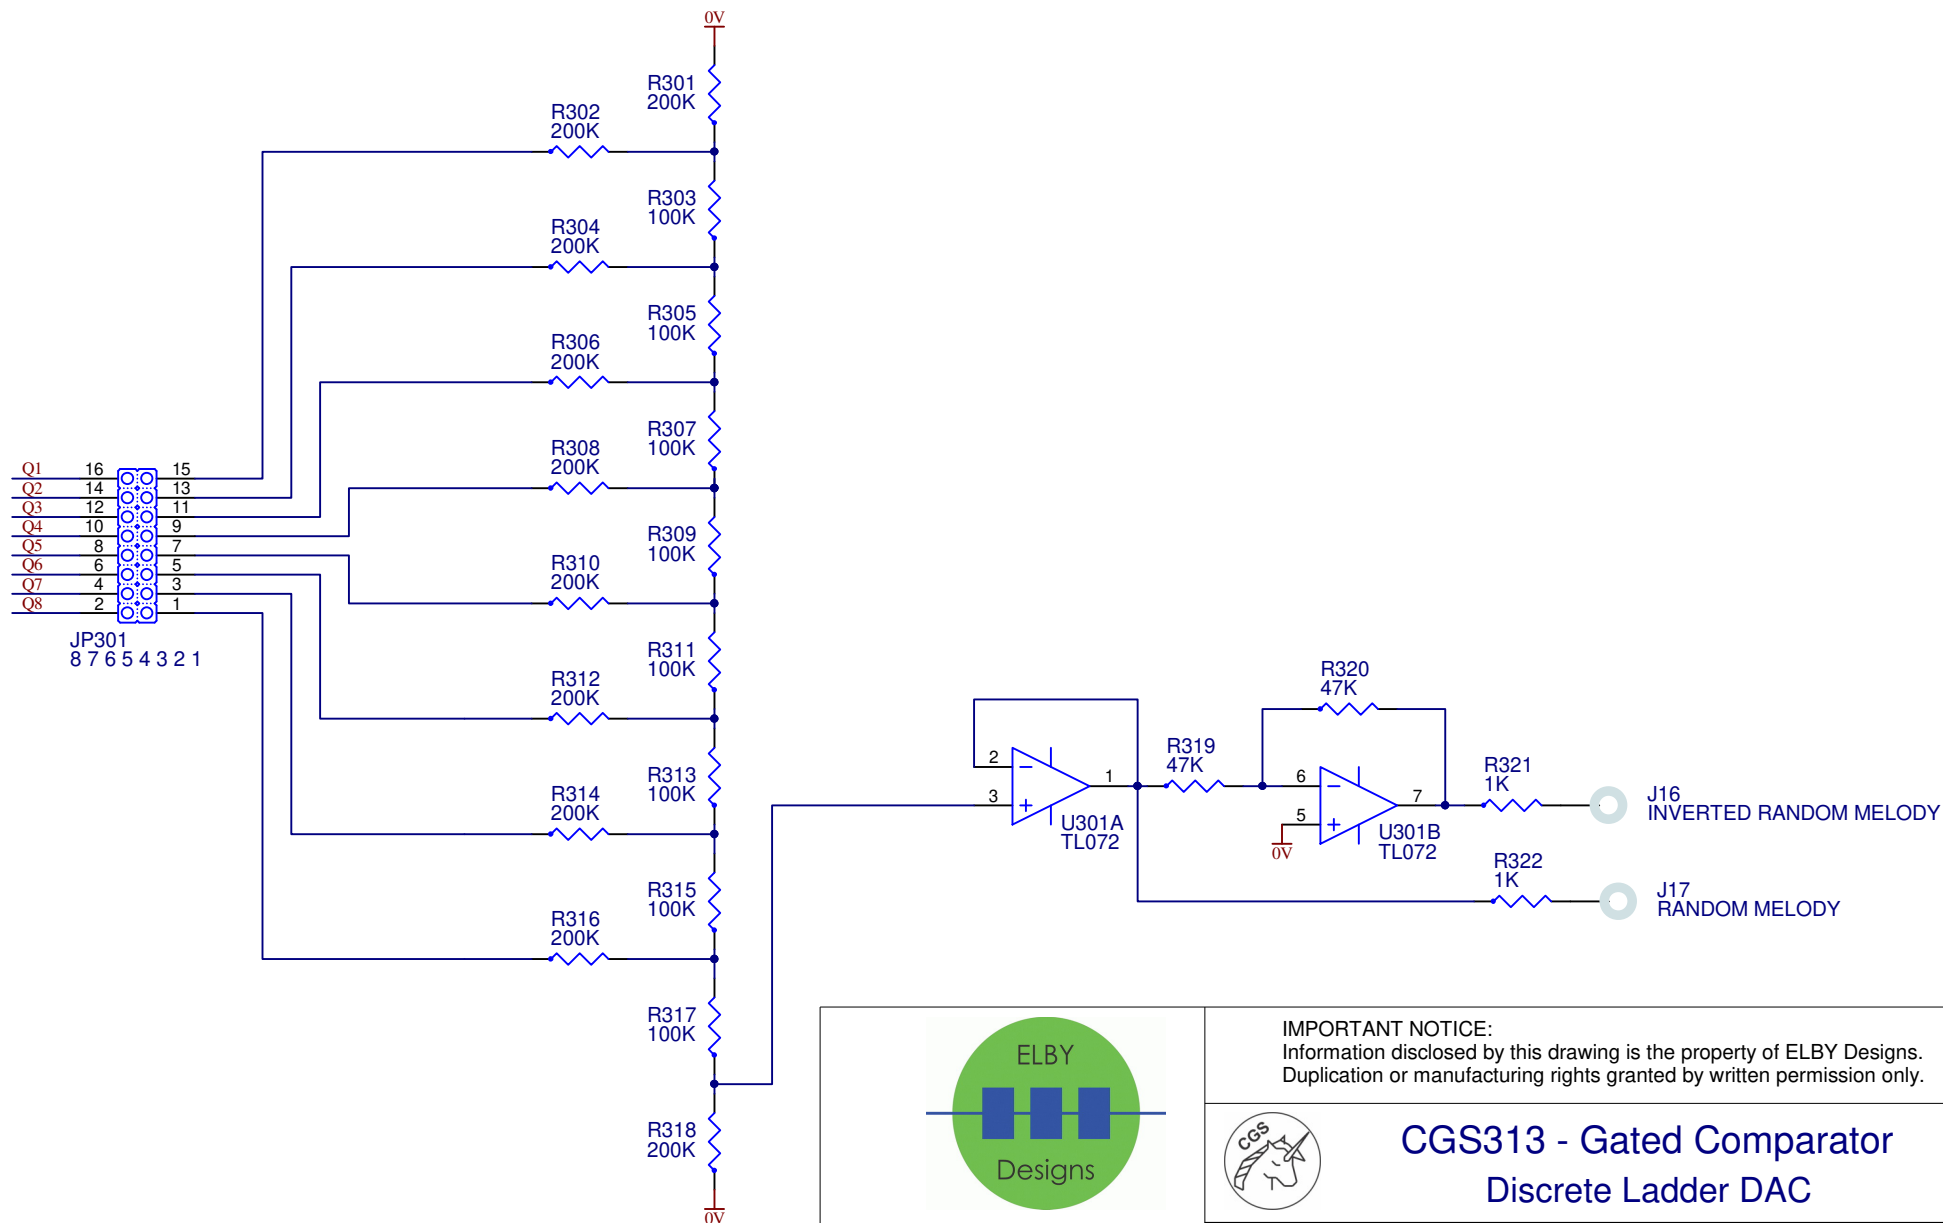 0V
R301
200K
R302
200K
R303
100K
R304
200K
R305
100K
R306
200K
R307
100K
R308
200K
R309
100K
R310
200K
R311
100K
R312
200K
R313
100K
R314
200K
R315
100K
R316
200K
R317
100K
R318
200K
0V
Q1 16 15
Q2 14 13
Q3 12 11
Q4 10 9
Q5 8 7
Q6 6 5
Q7 4 3
Q8 2 1
JP301
8 7 6 5 4 3 2 1
2
3
1
U301A
TL072
R319
47K
R320
47K
6
5
7
0V
U301B
TL072
R321
1K
J16
INVERTED RANDOM MELODY
R322
1K
J17
RANDOM MELODY
ELBY
Designs
IMPORTANT NOTICE:
Information disclosed by this drawing is the property of ELBY Designs.
Duplication or manufacturing rights granted by written permission only.
CGS
CGS313 - Gated Comparator
Discrete Ladder DAC